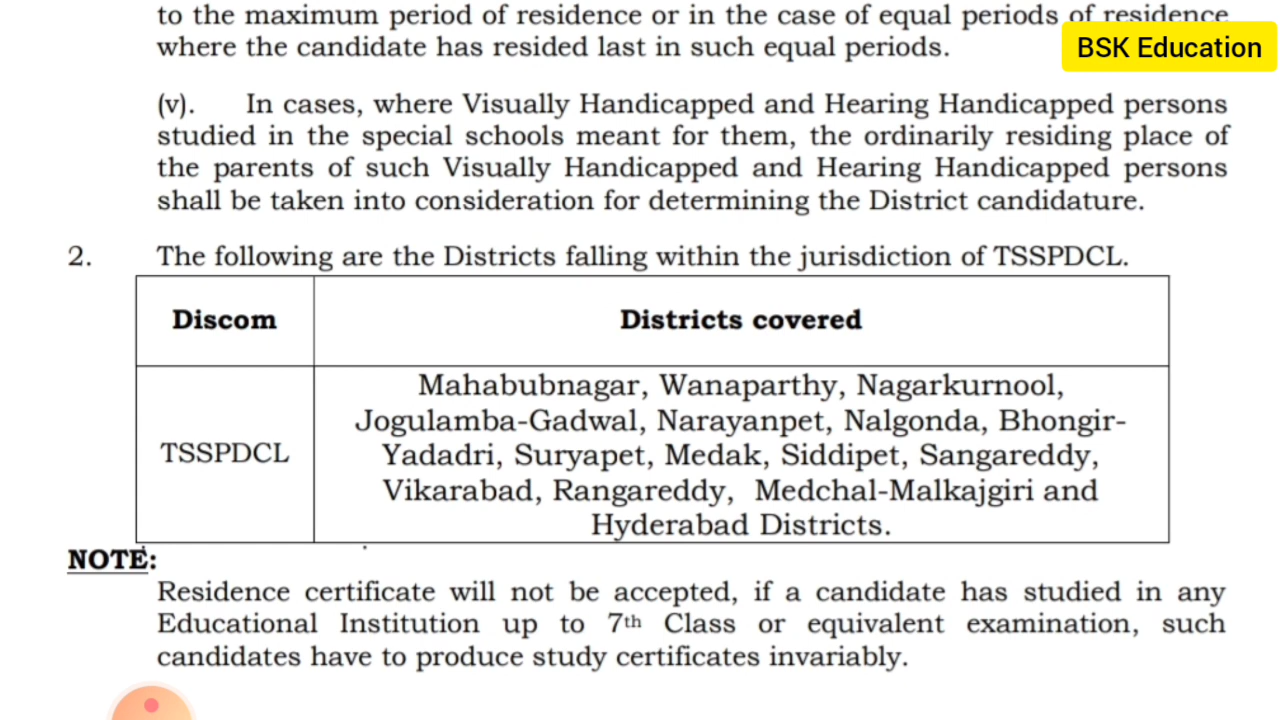 to the maximum period of residence or in the case of equal periods of residence
where the candidate has resided last in such equal periods.
BSK Education
(v). In cases, where Visually Handicapped and Hearing Handicapped persons
studied in the special schools meant for them, the ordinarily residing place of
the parents of such Visually Handicapped and Hearing Handicapped persons
shall be taken into consideration for determining the District candidature.
2. The following are the Districts falling within the jurisdiction of TSSPDCL.
Discom Districts covered
TSSPDCL
Mahabubnagar, Wanaparthy, Nagarkurnool,
Jogulamba-Gadwal, Narayanpet, Nalgonda, Bhongir-
Yadadri, Suryapet, Medak, Siddipet, Sangareddy,
Vikarabad, Rangareddy, Medchal-Malkajgiri and
Hyderabad Districts.
NOTE:
Residence certificate will not be accepted, if a candidate has studied in any
Educational Institution up to 7th Class or equivalent examination, such
candidates have to produce study certificates invariably.